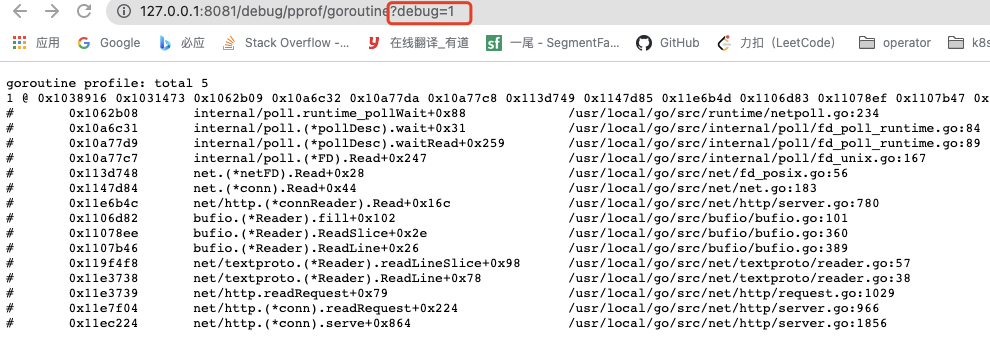 127.0.0.1:8081/debug/pprof/goroutine?debug=1
应用 Google 必应 Stack Overflow -... 在线翻译_有道 sf 一尾 - SegmentFa... GitHub 力扣（LeetCode） operator k8s
goroutine profile: total 5
1 @ 0x1038916 0x1031473 0x1062b09 0x10a6c32 0x10a77da 0x10a77c8 0x113d749 0x1147d85 0x11e6b4d 0x1106d83 0x11078ef 0x1107b47 0x
# 0x1062b08 internal/poll.runtime_pollWait+0x88 /usr/local/go/src/runtime/netpoll.go:234
# 0x10a6c31 internal/poll.(*pollDesc).wait+0x31 /usr/local/go/src/internal/poll/fd_poll_runtime.go:84
# 0x10a77d9 internal/poll.(*pollDesc).waitRead+0x259 /usr/local/go/src/internal/poll/fd_poll_runtime.go:89
# 0x10a77c7 internal/poll.(*FD).Read+0x247 /usr/local/go/src/internal/poll/fd_unix.go:167
# 0x113d748 net.(*netFD).Read+0x28 /usr/local/go/src/net/fd_posix.go:56
# 0x1147d84 net.(*conn).Read+0x44 /usr/local/go/src/net/net.go:183
# 0x11e6b4c net/http.(*connReader).Read+0x16c /usr/local/go/src/net/http/server.go:780
# 0x1106d82 bufio.(*Reader).fill+0x102 /usr/local/go/src/bufio/bufio.go:101
# 0x11078ee bufio.(*Reader).ReadSlice+0x2e /usr/local/go/src/bufio/bufio.go:360
# 0x1107b46 bufio.(*Reader).ReadLine+0x26 /usr/local/go/src/bufio/bufio.go:389
# 0x119f4f8 net/textproto.(*Reader).readLineSlice+0x98 /usr/local/go/src/net/textproto/reader.go:57
# 0x11e3738 net/textproto.(*Reader).ReadLine+0x78 /usr/local/go/src/net/textproto/reader.go:38
# 0x11e3739 net/http.readRequest+0x79 /usr/local/go/src/net/http/request.go:1029
# 0x11e7f04 net/http.(*conn).readRequest+0x224 /usr/local/go/src/net/http/server.go:966
# 0x11ec224 net/http.(*conn).serve+0x864 /usr/local/go/src/net/http/server.go:1856